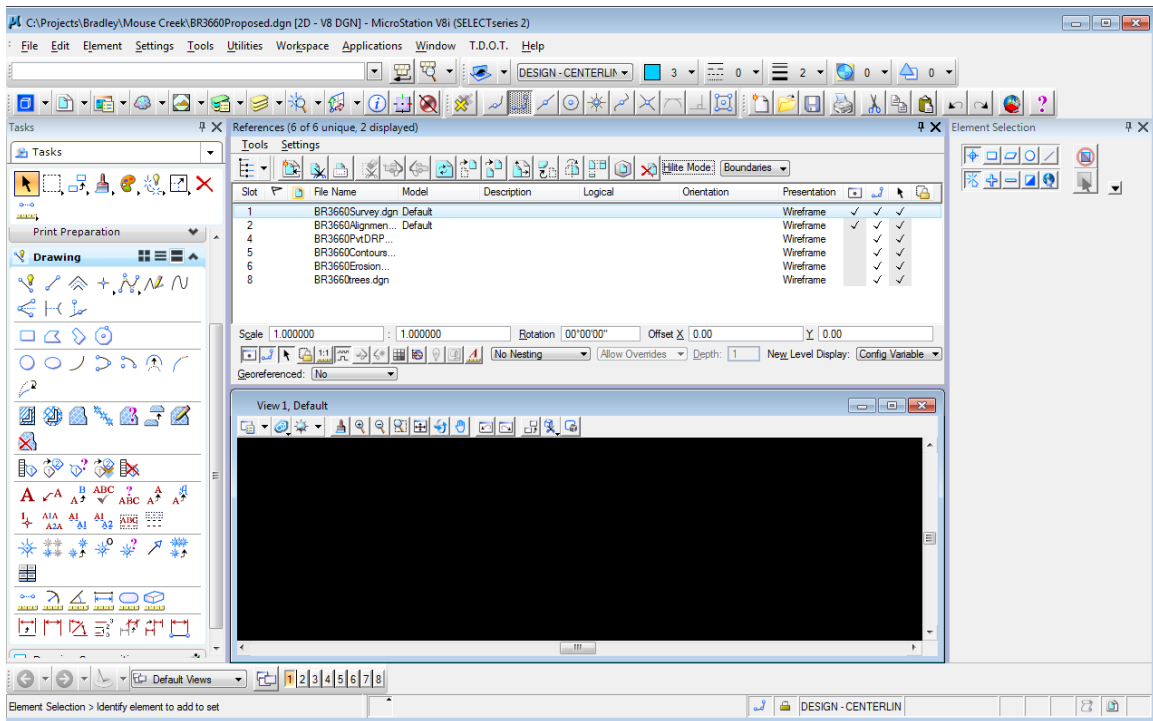 C:\Projects\Bradley\Mouse Creek\BR3660Proposed.dgn [2D - V8 DGN] - MicroStation V8i (SELECTseries 2)
File Edit Element Settings Tools Utilities Workspace Applications Window T.D.O.T. Help
DESIGN - CENTERLIN 3 0 2 0 0
Tasks
References (6 of 6 unique, 2 displayed)
Element Selection
Tools Settings
Tasks
Hilite Mode: Boundaries
Slot File Name Model Description Logical Orientation Presentation
1 BR3660Survey.dgn Default Wireframe
2 BR3660Alignmen... Default Wireframe
4 BR3660PvtDRP... Wireframe
5 BR3660Contours... Wireframe
6 BR3660Erosion... Wireframe
8 BR3660trees.dgn Wireframe
Print Preparation
Drawing
Scale 1.000000 : 1.000000 Rotation 00°00'00" Offset X 0.00 Y 0.00
1:1 No Nesting Allow Overrides Depth: 1 New Level Display: Config Variable
Georeferenced: No
View 1, Default
Default Views 1 2 3 4 5 6 7 8
Element Selection > Identify element to add to set
DESIGN - CENTERLIN